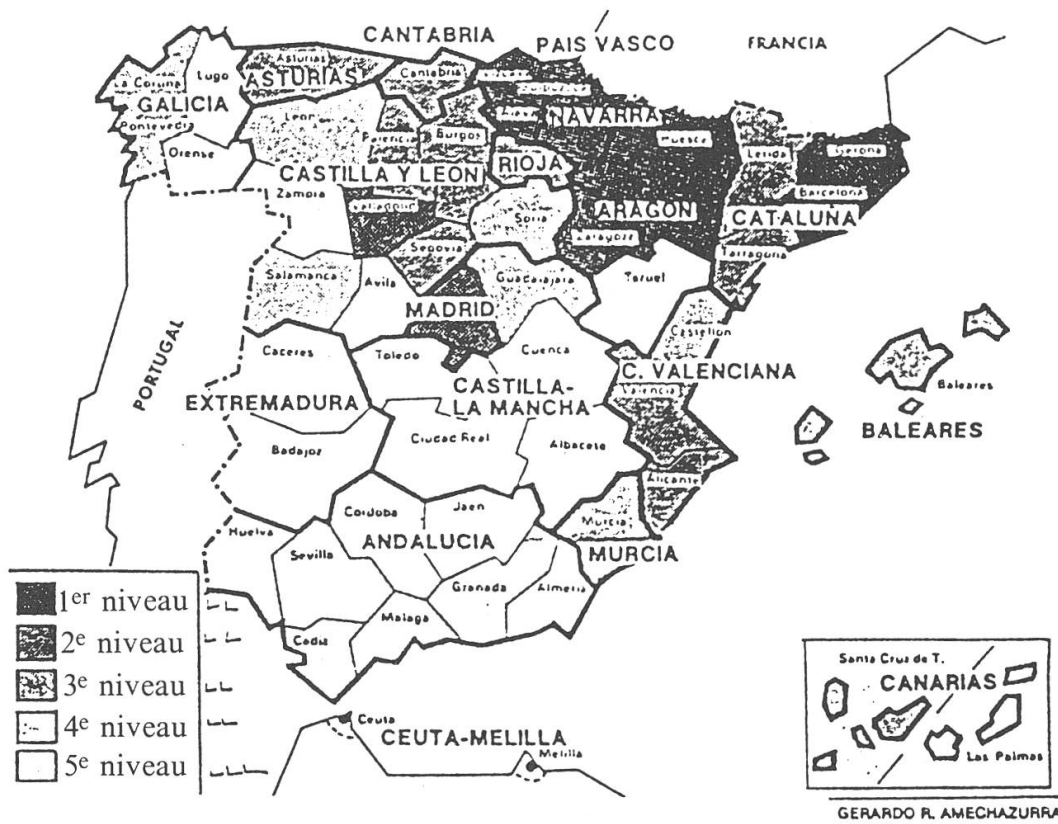 CANTABRIA
PAIS VASCO
FRANCIA
Asturias
ASTURIAS
Cantabria
Lugo
La Coruna
GALICIA
Pontevedra
Orense
Leon
Burgos
NAVARRA
Huesca
Lerida
Gerona
RIOJA
CASTILLA Y LEON
Zamora
Valladolid
Soria
ARAGON
Barcelona
CATALUÑA
Segovia
Zaragoza
Tarragona
Salamanca
Avila
Guadalajara
Taruel
MADRID
Castellon
PORTUGAL
Caceres
Toledo
Cuenca
C. VALENCIANA
Valencia
Baleares
EXTREMADURA
CASTILLA-
LA MANCHA
BALEARES
Ciudad Real
Badajoz
Albacete
Alicante
Cordoba
Jaen
Murcia
Huelva
Sevilla
ANDALUCIA
MURCIA
Granada
Almeria
Malaga
Cadiz
1er niveau
2e niveau
3e niveau
4e niveau
5e niveau
Santa Cruz de T.
CANARIAS
Las Palmas
Ceuta
CEUTA-MELILLA
Melilla
GERARDO R. AMECHAZURRA